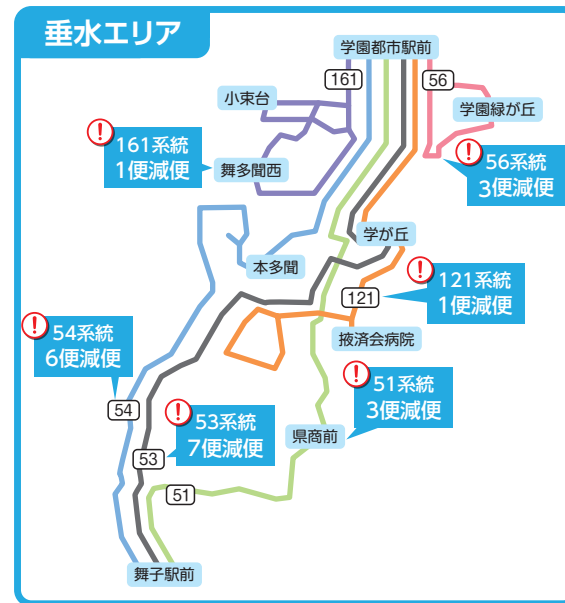 垂水エリア
学園都市駅前
161
56
小束台
学園緑が丘
!
161系統
1便減便
!
56系統
3便減便
舞多聞西
学が丘
本多聞
!
121系統
1便減便
121
!
54系統
6便減便
掖済会病院
!
51系統
3便減便
54
!
53系統
7便減便
県商前
53
51
舞子駅前